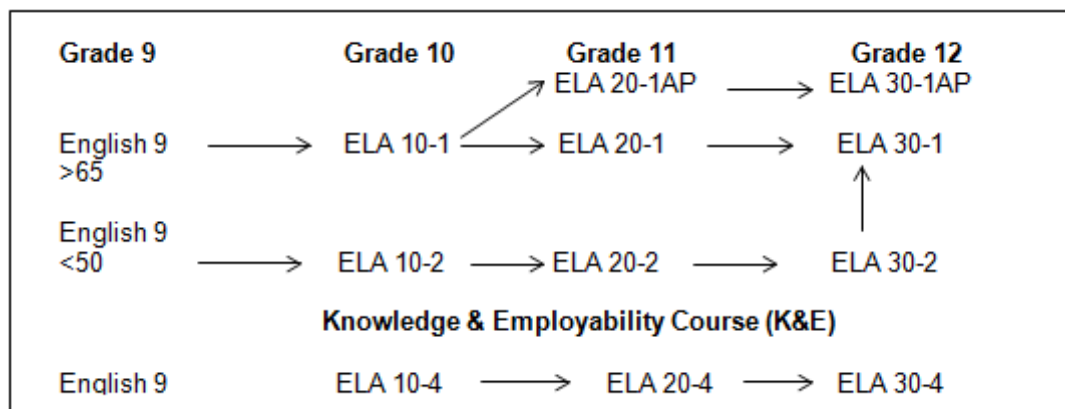 Grade 9 Grade 10 Grade 11 Grade 12
ELA 20-1AP ELA 30-1AP
English 9 ELA 10-1 ELA 20-1 ELA 30-1
>65
English 9
<50 ELA 10-2 ELA 20-2 ELA 30-2
Knowledge & Employability Course (K&E)
English 9 ELA 10-4 ELA 20-4 ELA 30-4